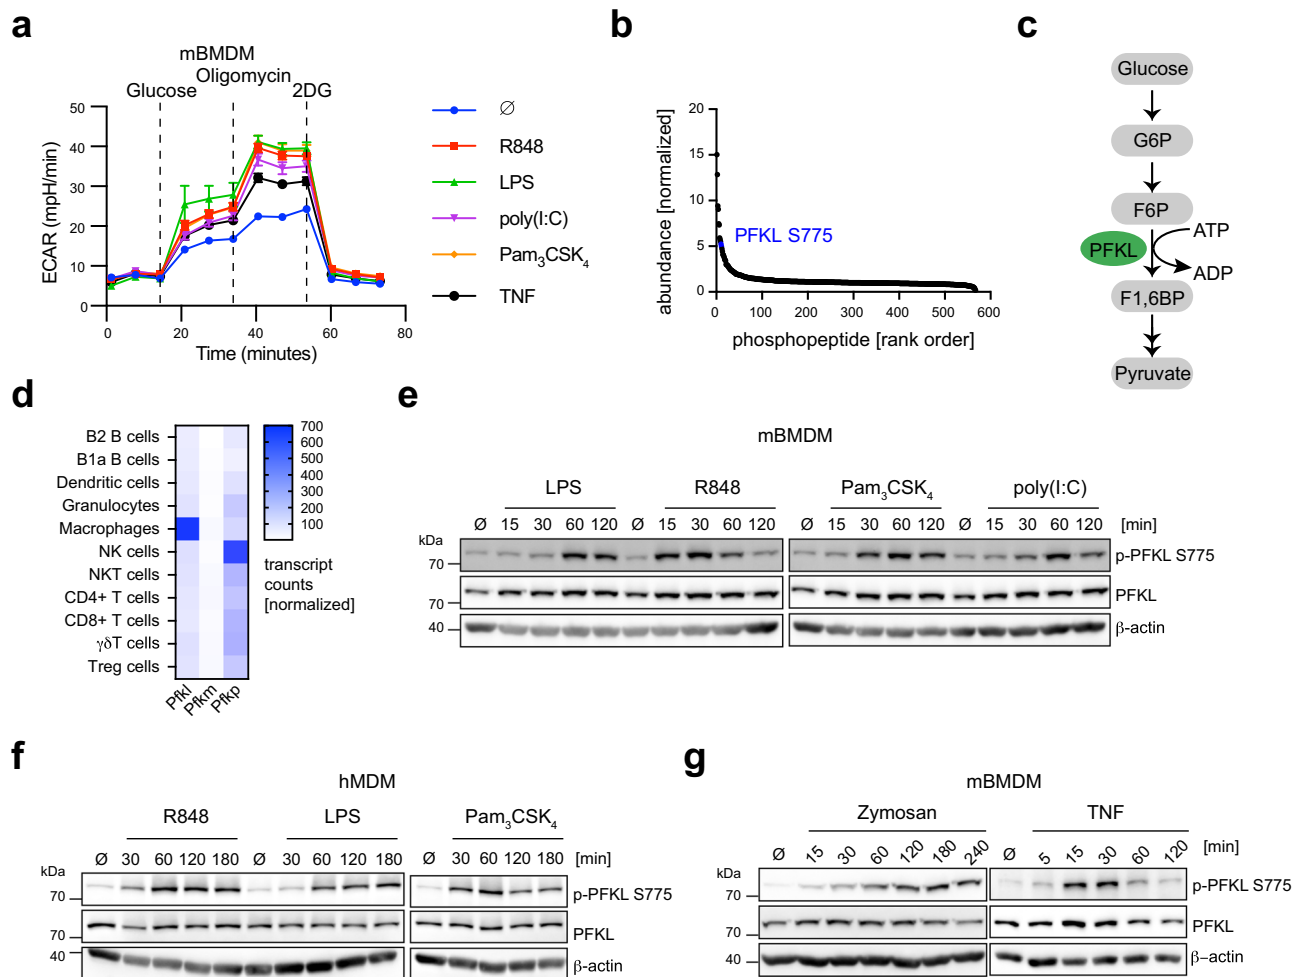 a
mBMDM
Glucose
Oligomycin
2DG
50
40
30
20
10
0
ECAR (mpH/min)
0 20 40 60 80
Time (minutes)
∅
R848
LPS
poly(I:C)
Pam3CSK4
TNF
b
20
15
10
5
0
abundance [normalized]
PFKL S775
0 100 200 300 400 500 600
phosphopeptide [rank order]
c
Glucose
G6P
F6P
PFKL
ATP
ADP
F1,6BP
Pyruvate
d
B2 B cells
B1a B cells
Dendritic cells
Granulocytes
Macrophages
NK cells
NKT cells
CD4+ T cells
CD8+ T cells
γδT cells
Treg cells
Pfkl Pfkm Pfkp
700
600
500
400
300
200
100
transcript
counts
[normalized]
e
mBMDM
LPS R848 Pam3CSK4 poly(I:C)
Ø 15 30 60 120 Ø 15 30 60 120 Ø 15 30 60 120 Ø 15 30 60 120 [min]
kDa
70 p-PFKL S775
70 PFKL
40 β-actin
f
hMDM
R848 LPS Pam3CSK4
Ø 30 60 120 180 Ø 30 60 120 180 Ø 30 60 120 180 [min]
kDa
70 p-PFKL S775
70 PFKL
40 β-actin
g
mBMDM
Zymosan TNF
Ø 15 30 60 120 180 240 Ø 5 15 30 60 120 [min]
kDa
70 p-PFKL S775
70 PFKL
40 β-actin